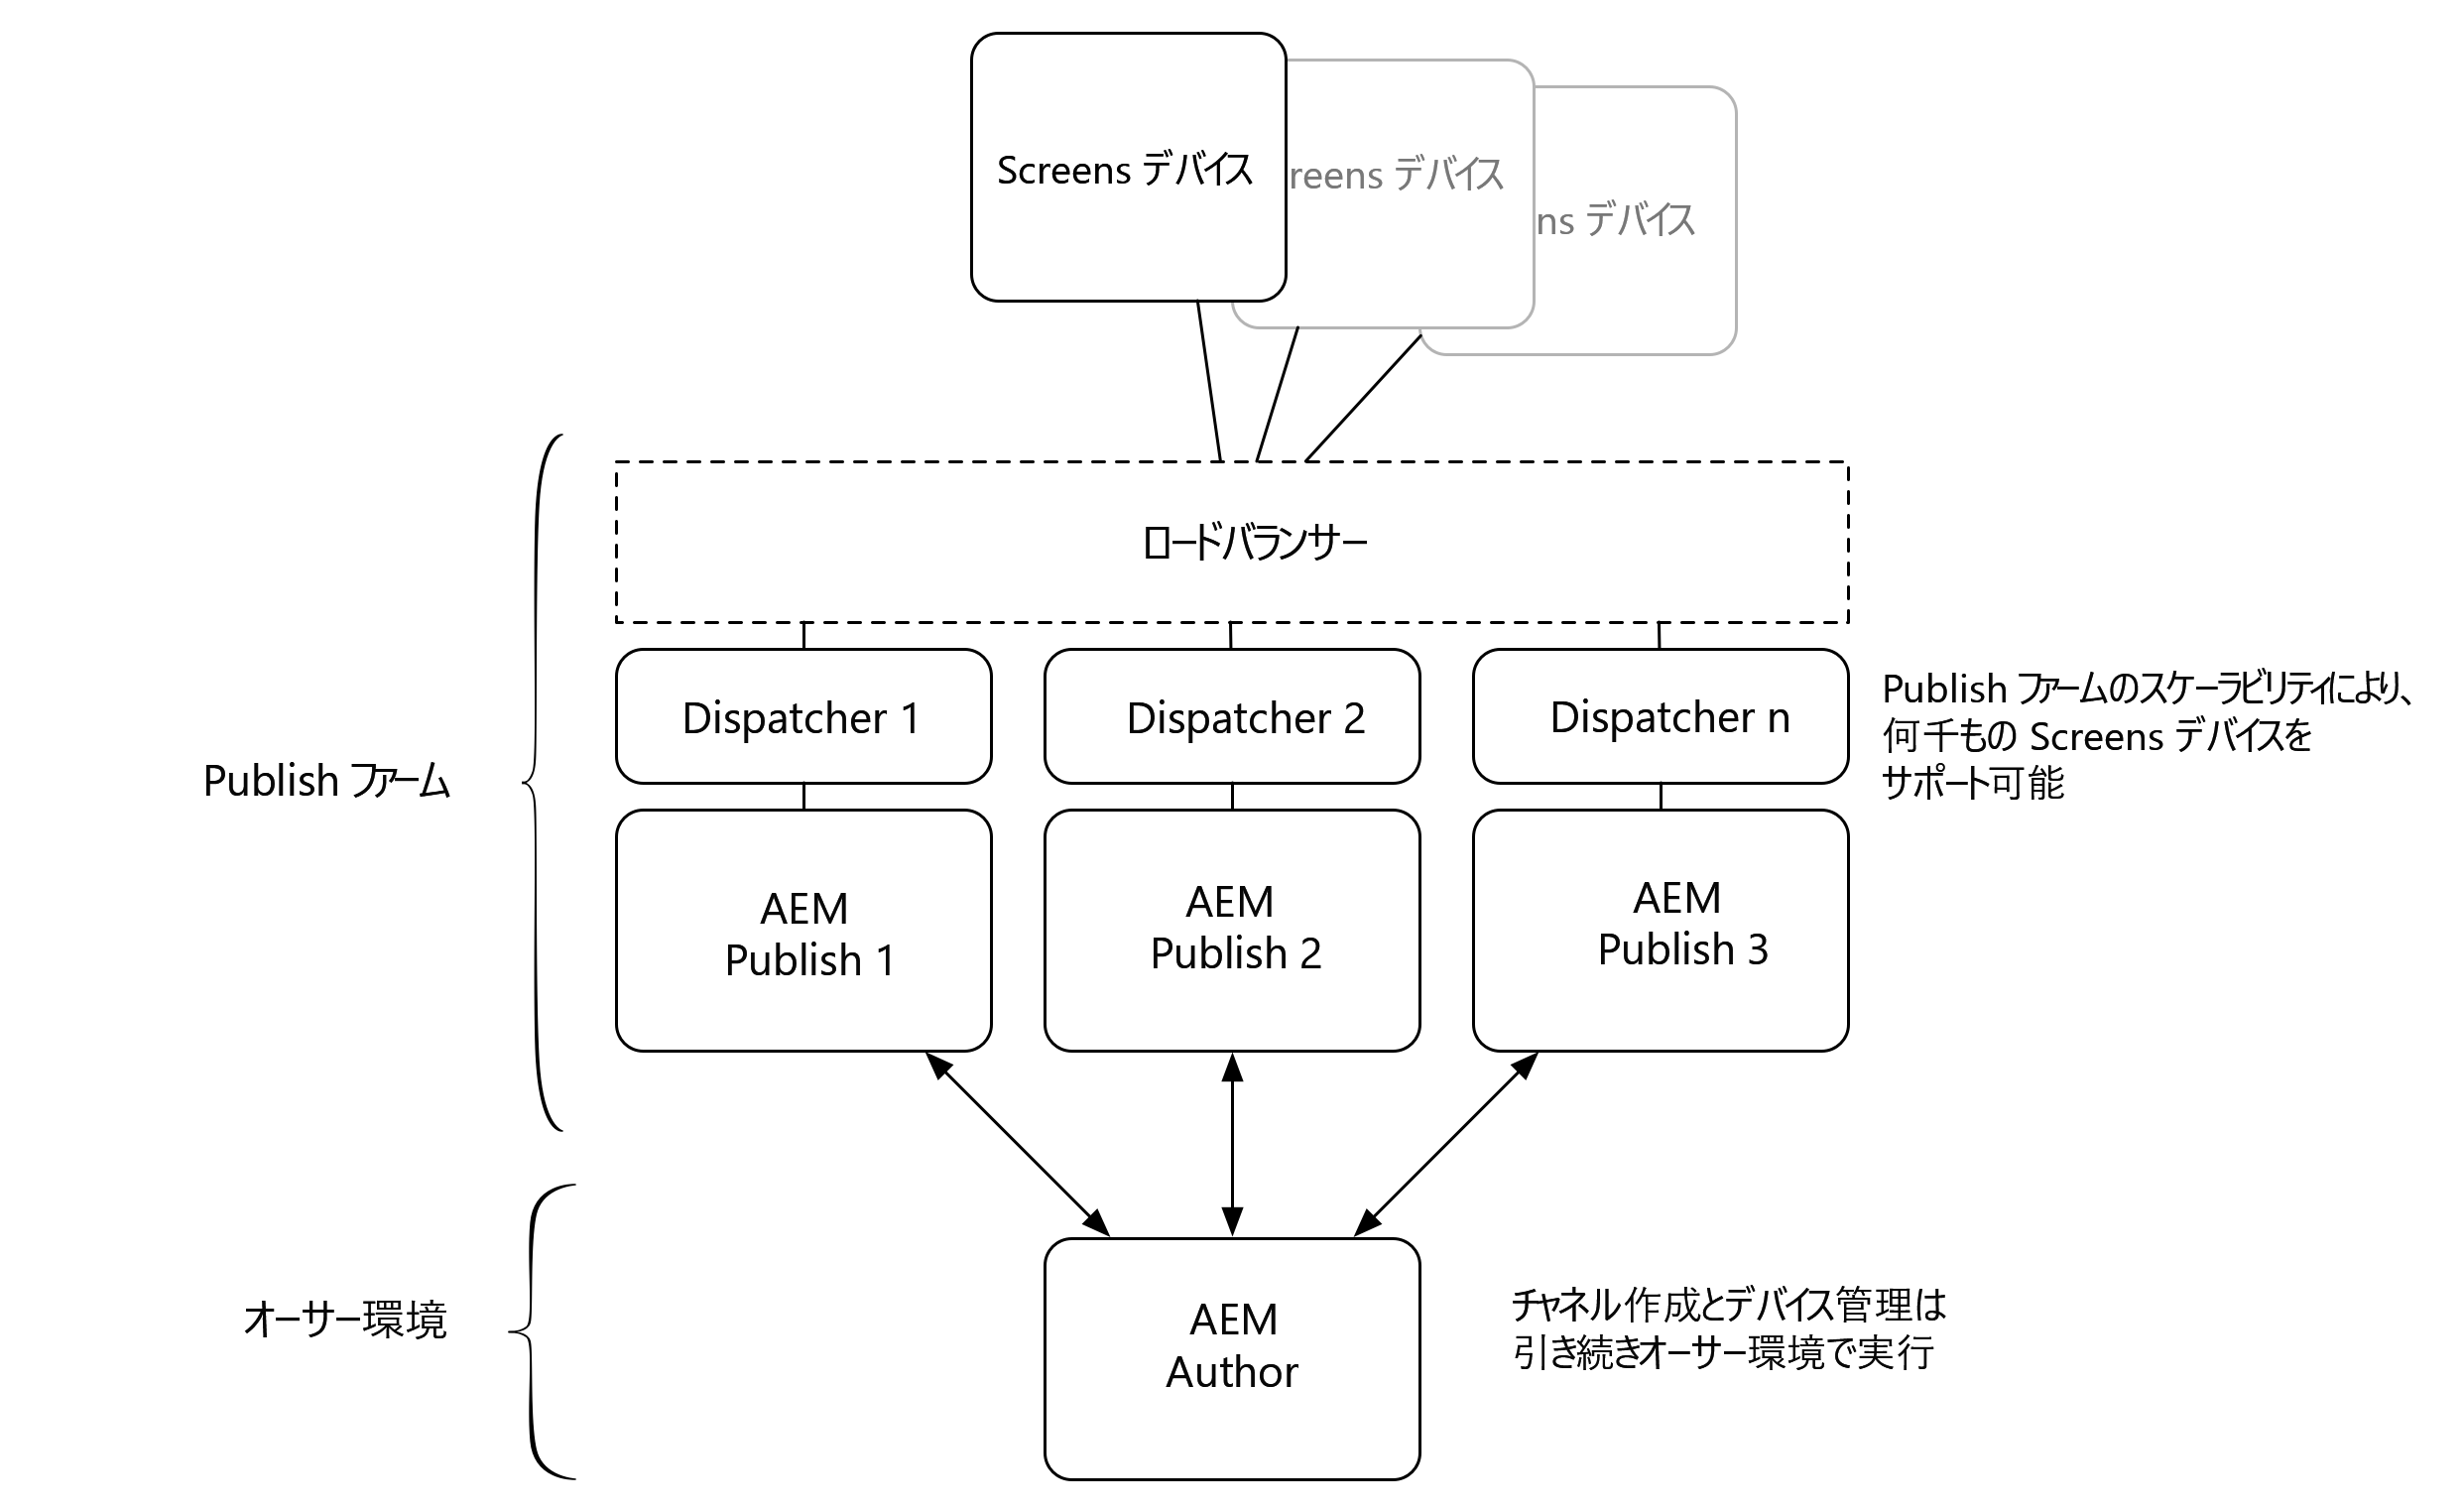 Screens デバイス
reens デバイス
ns デバイス
ロードバランサー
Dispatcher 1
Dispatcher 2
Dispatcher n
Publish ファームのスケーラビリティにより、
何千もの Screens デバイスを
サポート可能
Publish ファーム
AEM
Publish 1
AEM
Publish 2
AEM
Publish 3
オーサー環境
AEM
Author
チャネル作成とデバイス管理は
引き続きオーサー環境で実行